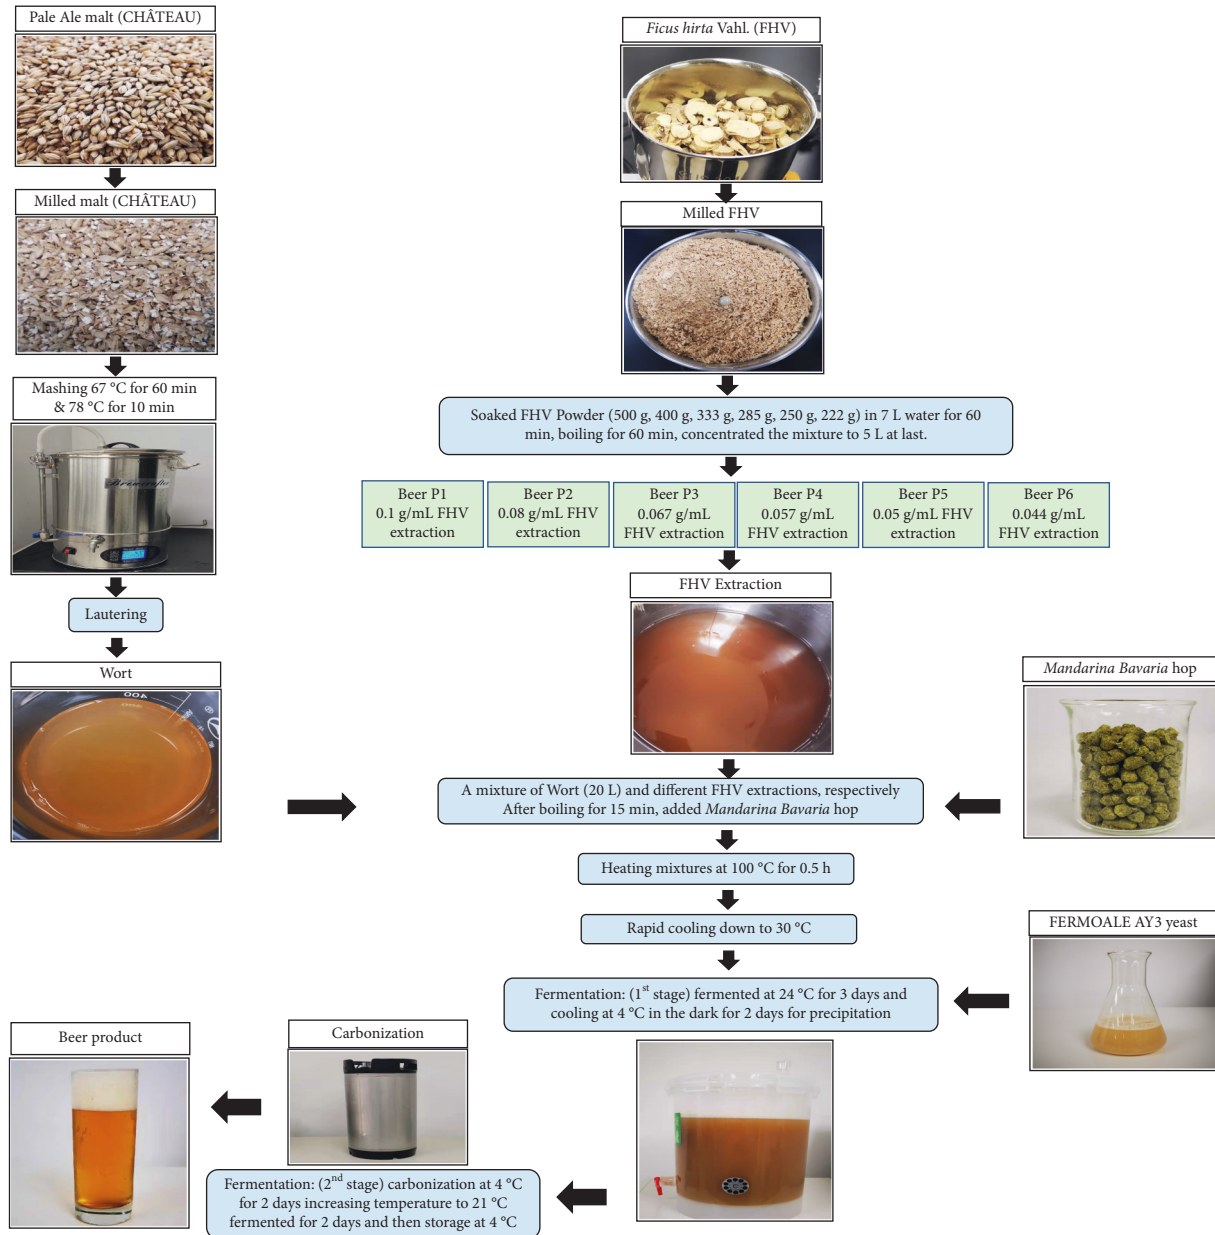 Pale Ale malt (CHÂTEAU)
Milled malt (CHÂTEAU)
Mashing 67 °C for 60 min
& 78 °C for 10 min
Lautering
Wort
400
Ficus hirta Vahl. (FHV)
Milled FHV
Soaked FHV Powder (500 g, 400 g, 333 g, 285 g, 250 g, 222 g) in 7 L water for 60
min, boiling for 60 min, concentrated the mixture to 5 L at last.
Beer P1
0.1 g/mL FHV
extraction
Beer P2
0.08 g/mL FHV
extraction
Beer P3
0.067 g/mL
FHV extraction
Beer P4
0.057 g/mL
FHV extraction
Beer P5
0.05 g/mL FHV
extraction
Beer P6
0.044 g/mL
FHV extraction
FHV Extraction
Mandarina Bavaria hop
A mixture of Wort (20 L) and different FHV extractions, respectively
After boiling for 15 min, added Mandarina Bavaria hop
Heating mixtures at 100 °C for 0.5 h
Rapid cooling down to 30 °C
FERMOALE AY3 yeast
Fermentation: (1st stage) fermented at 24 °C for 3 days and
cooling at 4 °C in the dark for 2 days for precipitation
Carbonization
Fermentation: (2nd stage) carbonization at 4 °C
for 2 days increasing temperature to 21 °C
fermented for 2 days and then storage at 4 °C
Beer product